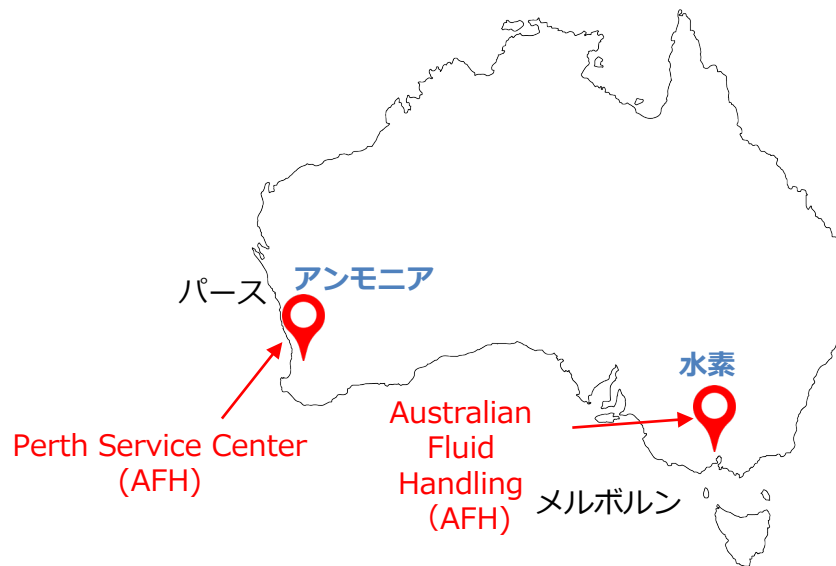 アンモニア
パース
水素
Perth Service Center
(AFH)
Australian
Fluid
Handling
（AFH)
メルボルン